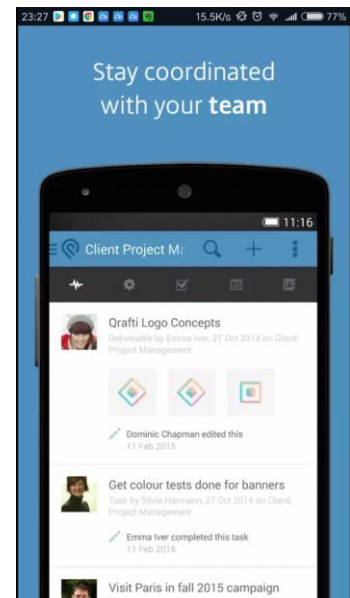 23:27 15.5K/s 77%
Stay coordinated
with your team
11:16
Client Project Ma
Qrafti Logo Concepts
Deliverable by Emma Iver, 27 Oct 2014 on Client
Project Management
Dominic Chapman edited this
11 Feb 2015
Get colour tests done for banners
Task by Silvia Harmann, 27 Oct 2014 on Client
Project Management
Emma Iver completed this task
11 Feb 2015
Visit Paris in fall 2015 campaign